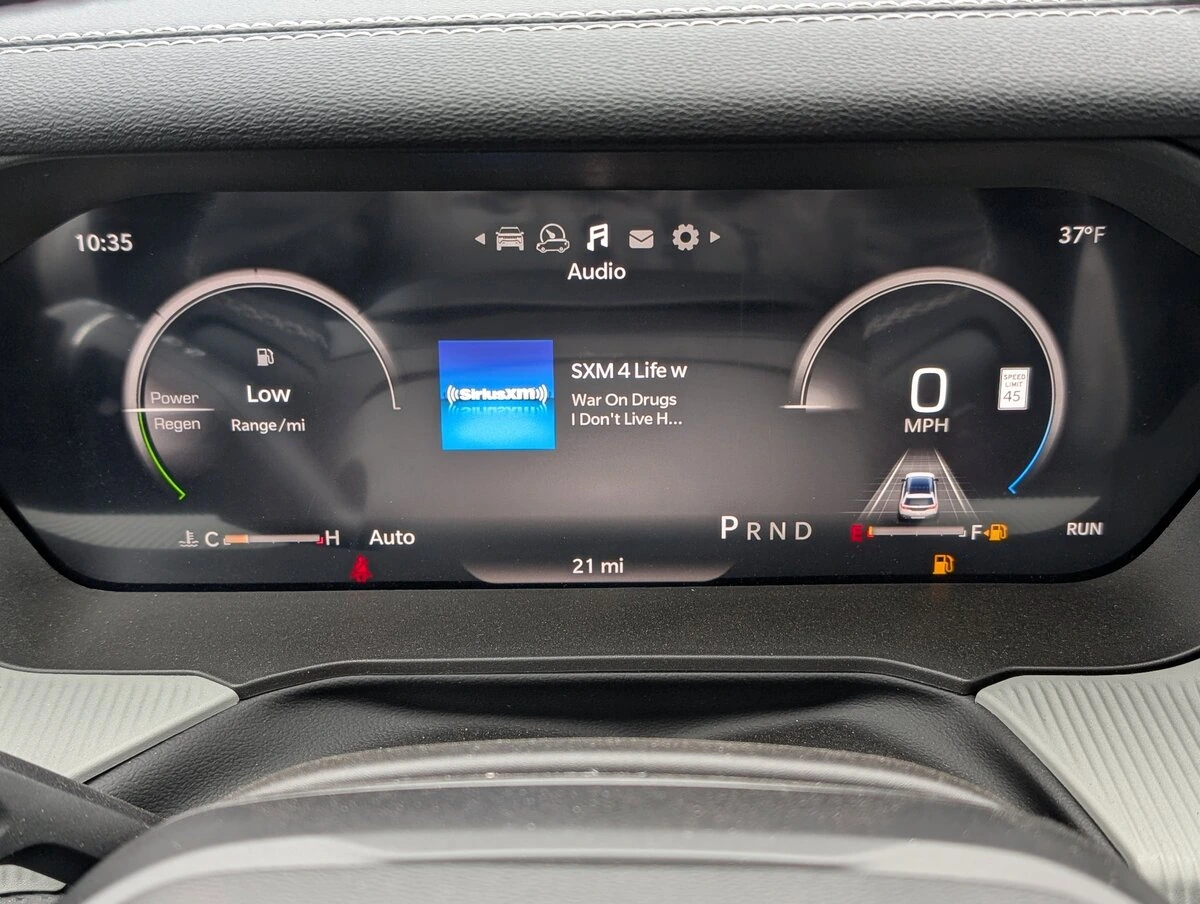 10:35
37°F
Audio
Power
Regen
Low
Range/mi
((SiriusXM))
SXM 4 Life w
War On Drugs
I Don't Live H...
0
MPH
SPEED
LIMIT
45
C H Auto
P R N D
E F
RUN
21 mi